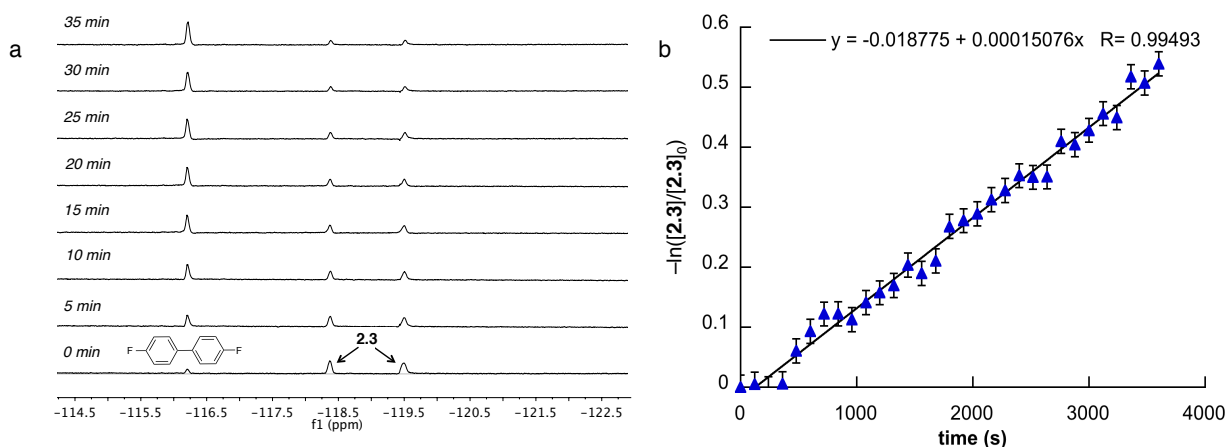 a
35 min
30 min
25 min
20 min
15 min
10 min
5 min
0 min
F
F
2.3
−114.5 −115.5 −116.5 −117.5 −118.5 −119.5 −120.5 −121.5 −122.5
f1 (ppm)
b
y = -0.018775 + 0.00015076x R= 0.99493
0.6
0.5
0.4
0.3
0.2
0.1
0
–ln([2.3]/[2.3]0)
0 1000 2000 3000 4000
time (s)